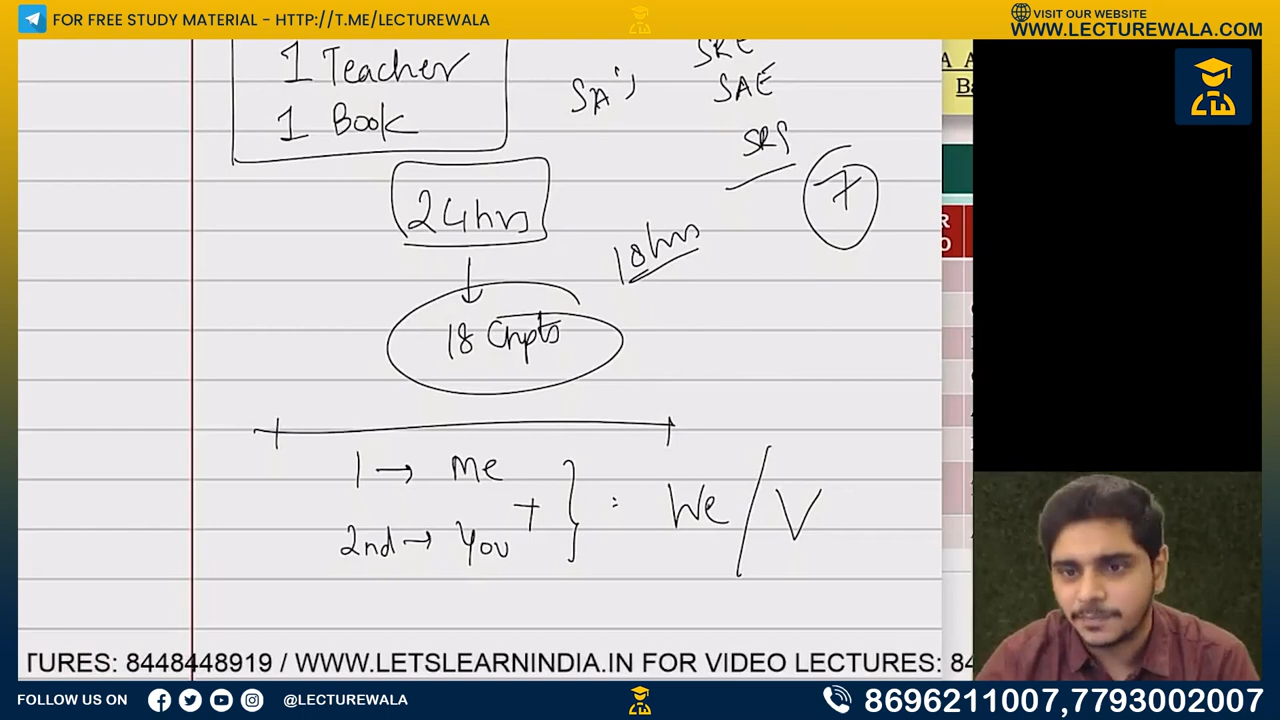 FOR FREE STUDY MATERIAL - HTTP://T.ME/LECTUREWALA
VISIT OUR WEBSITE
WWW.LECTUREWALA.COM
1 Teacher
1 Book
SA's
SRE
SAE
SRS
7
24hrs
18hrs
18 Chpts
1 → Me
+
2nd → You
} : We / V
TURES: 8448448919 / WWW.LETSLEARNINDIA.IN FOR VIDEO LECTURES: 84
FOLLOW US ON
@LECTUREWALA
8696211007,7793002007